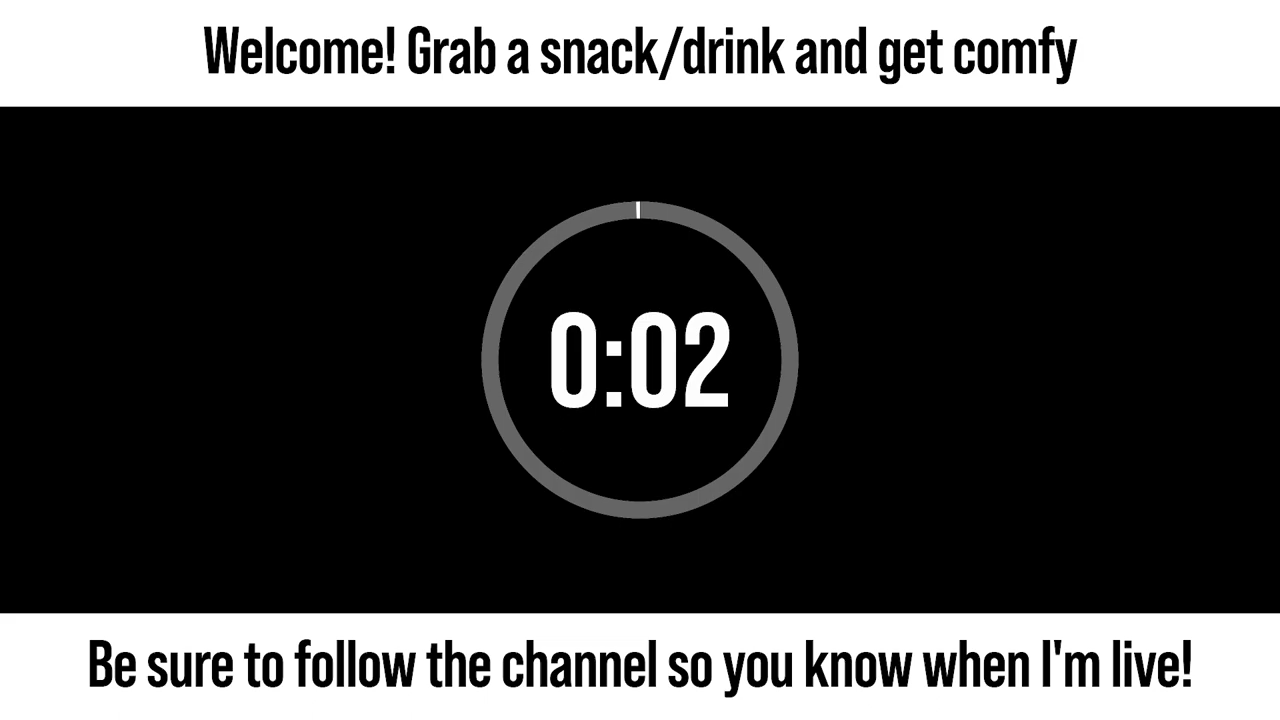 Welcome! Grab a snack/drink and get comfy
0:02
Be sure to follow the channel so you know when I'm live!